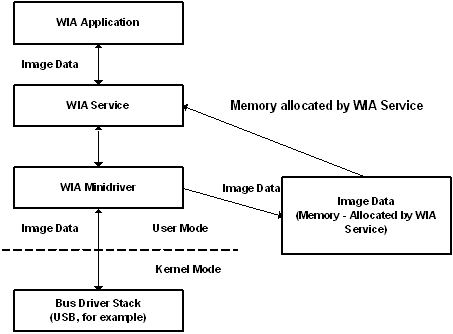 WIA Application
Image Data
WIA Service
Memory allocated by WIA Service
WIA Minidriver
Image Data
Image Data
(Memory - Allocated by WIA
Service)
Image Data
User Mode
Kernel Mode
Bus Driver Stack
(USB, for example)